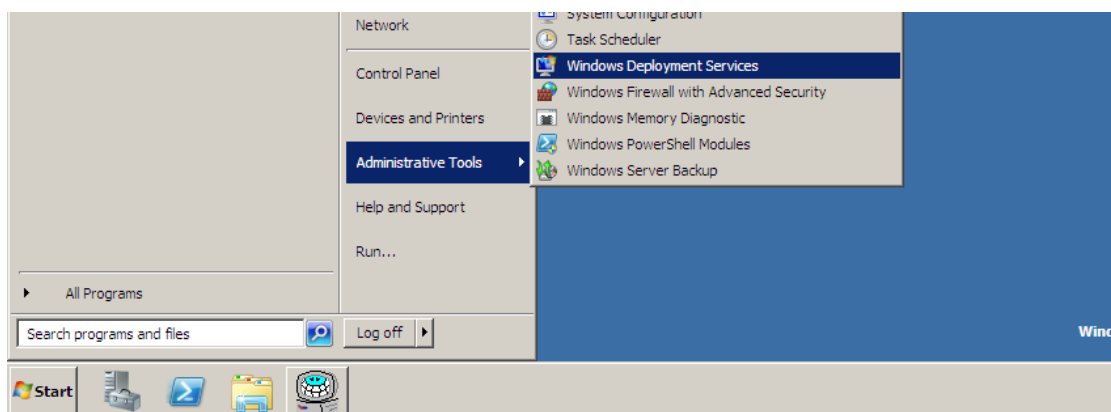 Network
Control Panel
Devices and Printers
Administrative Tools
Help and Support
Run...
System Configuration
Task Scheduler
Windows Deployment Services
Windows Firewall with Advanced Security
Windows Memory Diagnostic
Windows PowerShell Modules
Windows Server Backup
All Programs
Search programs and files
Log off
Wind
Start